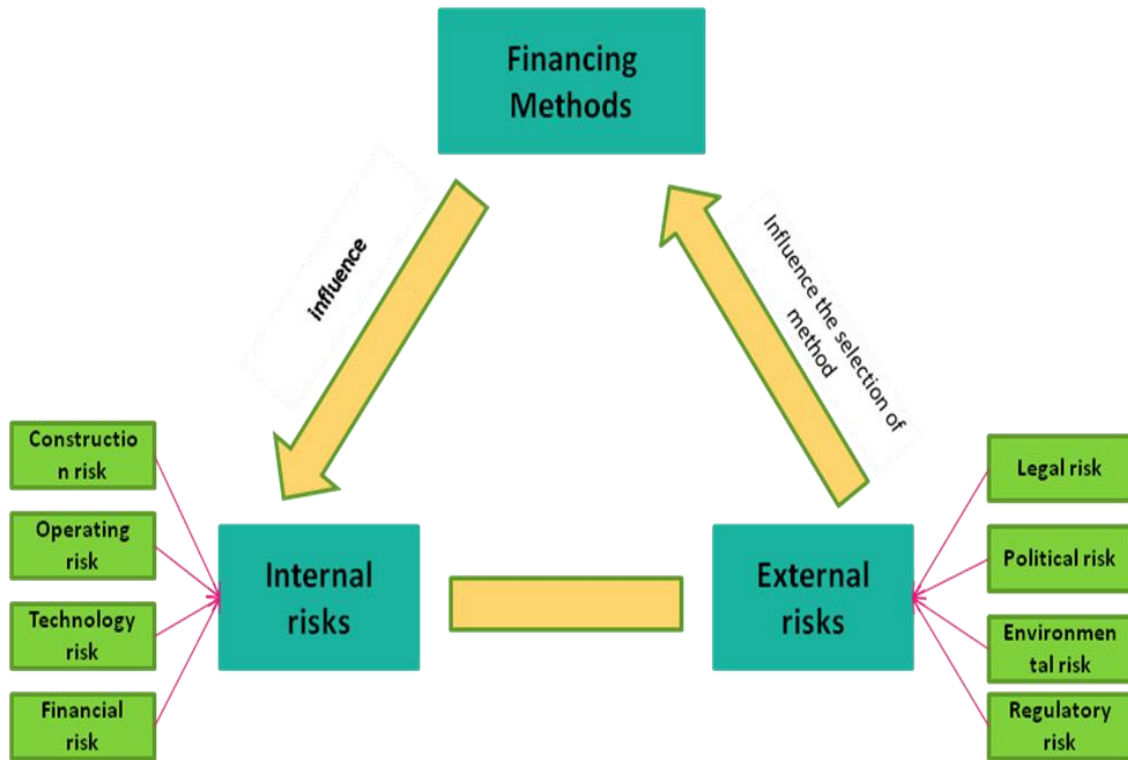 Financing
Methods
influence
Influence the selection of
method
Constructio
n risk
Operating
risk
Technology
risk
Financial
risk
Internal
risks
External
risks
Legal risk
Political risk
Environmen
tal risk
Regulatory
risk